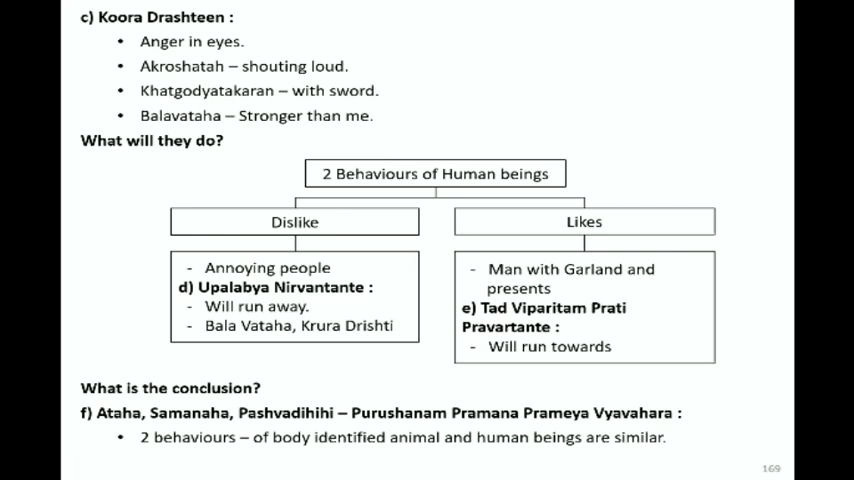 c) Koora Drashteen :
• Anger in eyes.
• Akroshatah – shouting loud.
• Khatgodyatakaran – with sword.
• Balavataha – Stronger than me.
What will they do?
2 Behaviours of Human beings
Dislike
- Annoying people
d) Upalabya Nirvantante :
- Will run away.
- Bala Vataha, Krura Drishti
Likes
- Man with Garland and
presents
e) Tad Viparitam Prati
Pravartante :
- Will run towards
What is the conclusion?
f) Ataha, Samanaha, Pashvadihihi – Purushanam Pramana Prameya Vyavahara :
• 2 behaviours – of body identified animal and human beings are similar.
169